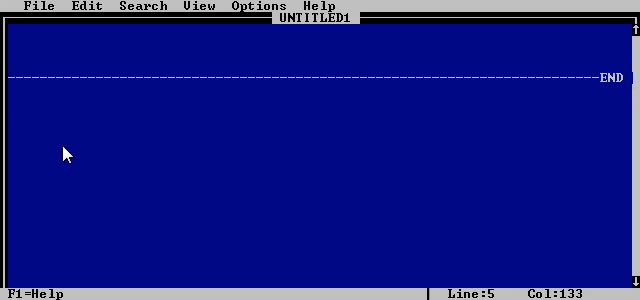 File Edit Search View Options Help
UNTITLED1
---------------------------------------------------------------------------END
F1=Help Line:5 Col:133